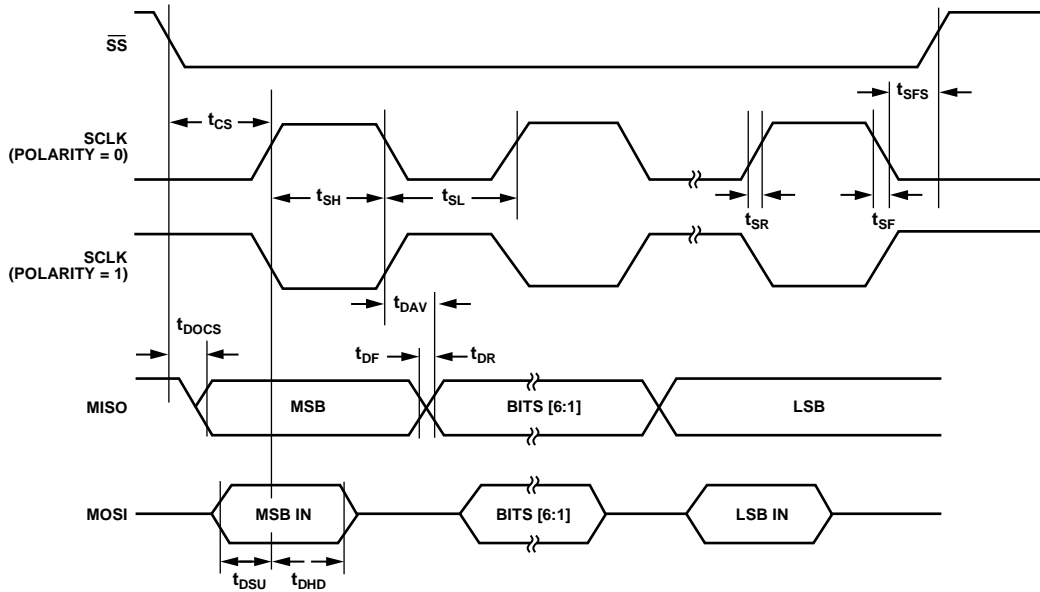 SS
tSFS
tCS
SCLK
(POLARITY = 0)
tSH
tSL
tSR
tSF
SCLK
(POLARITY = 1)
tDAV
tDOCS
tDF
tDR
MISO
MSB
BITS [6:1]
LSB
MOSI
MSB IN
BITS [6:1]
LSB IN
tDSU
tDHD